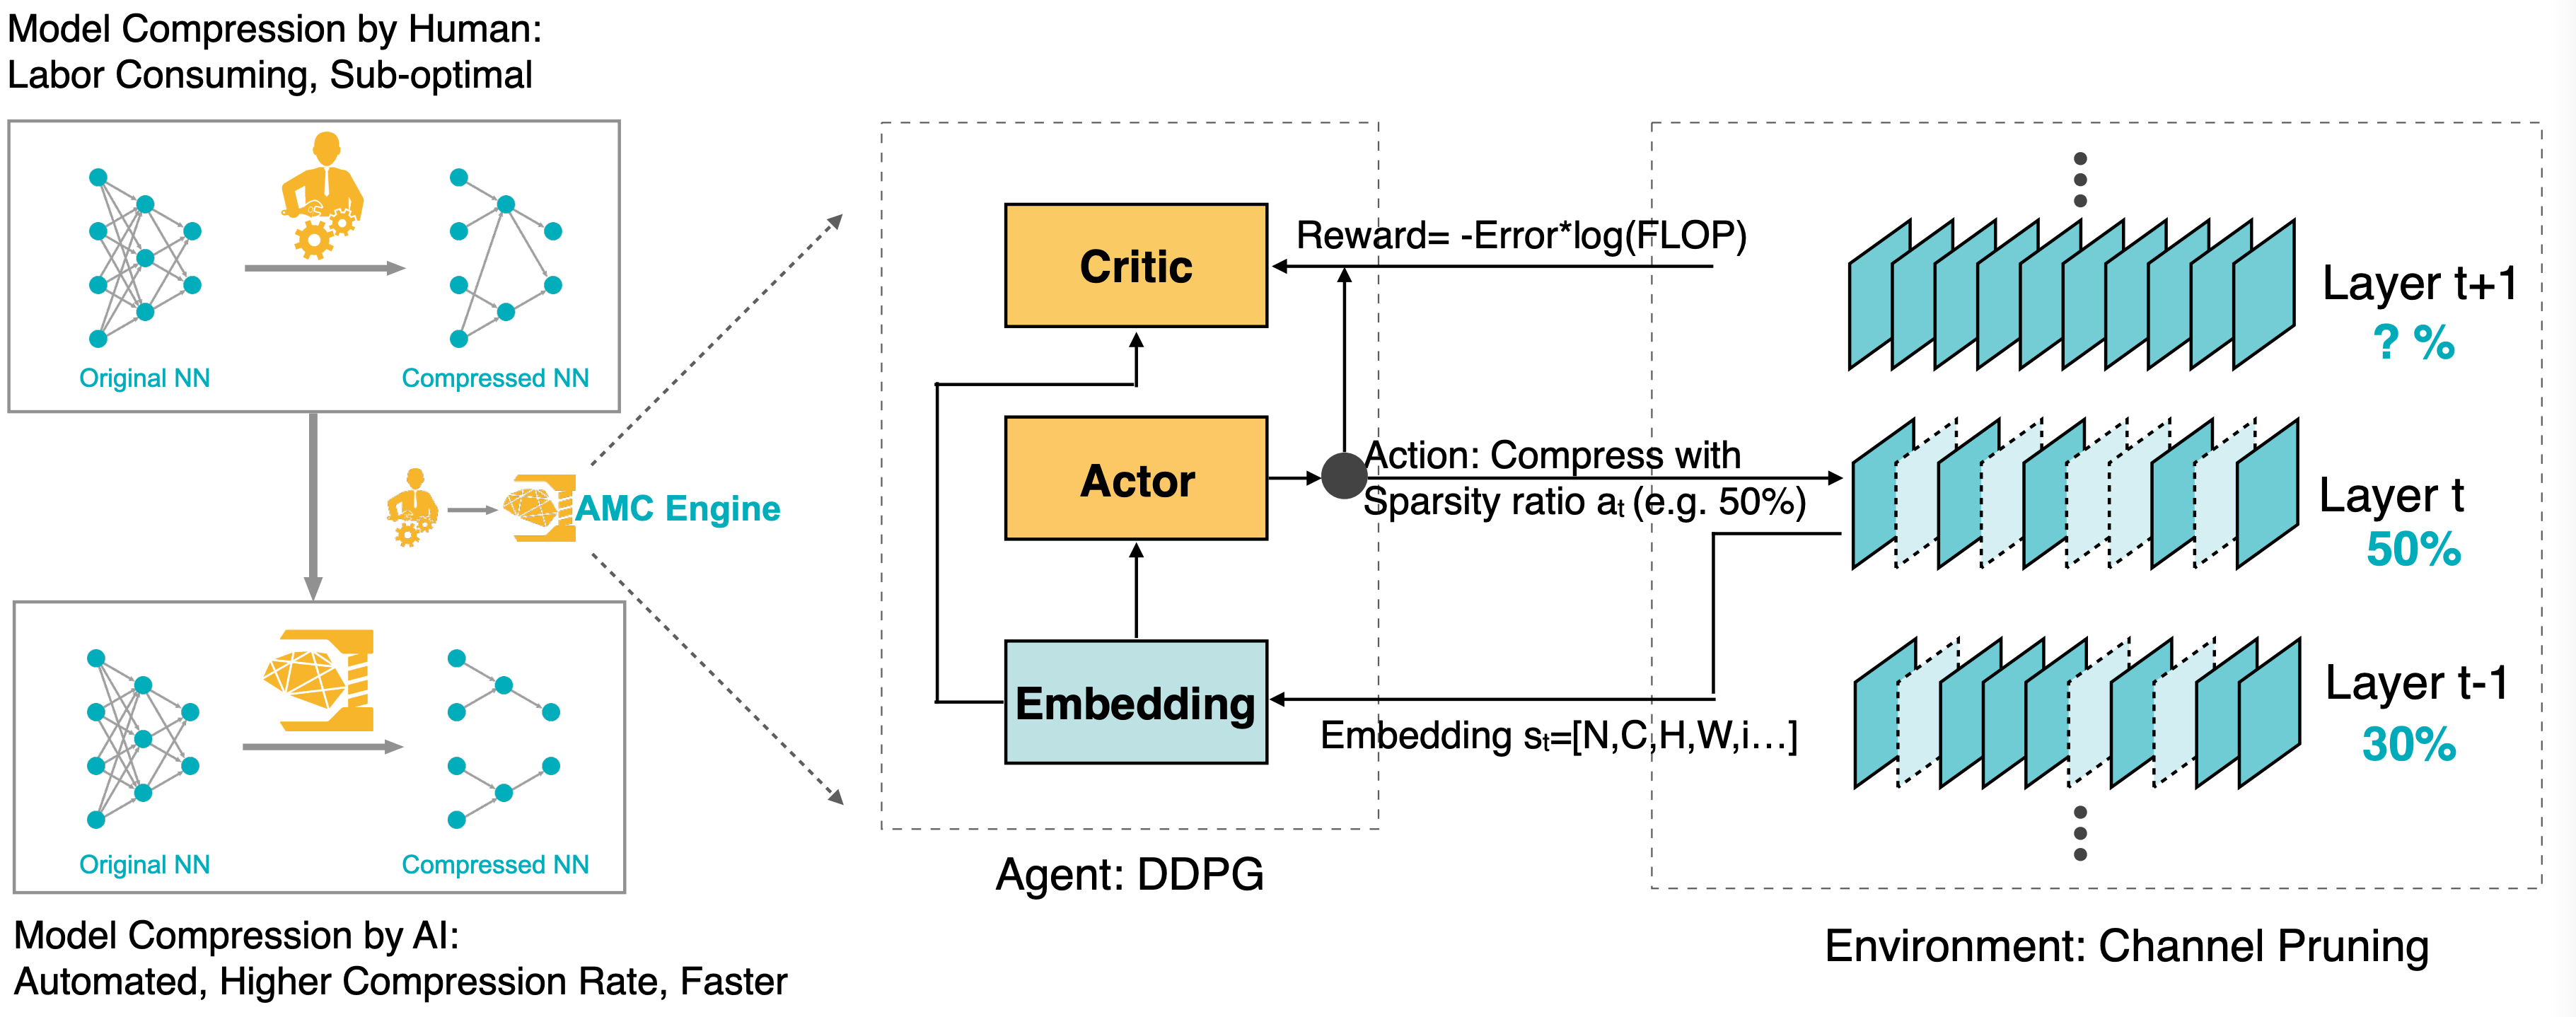 Model Compression by Human:
Labor Consuming, Sub-optimal
Original NN
Compressed NN
AMC Engine
Original NN
Compressed NN
Model Compression by AI:
Automated, Higher Compression Rate, Faster
Critic
Actor
Embedding
Agent: DDPG
Reward= -Error*log(FLOP)
Action: Compress with
Sparsity ratio aₜ (e.g. 50%)
Embedding sₜ=[N,C,H,W,i…]
Layer t+1
? %
Layer t
50%
Layer t-1
30%
Environment: Channel Pruning